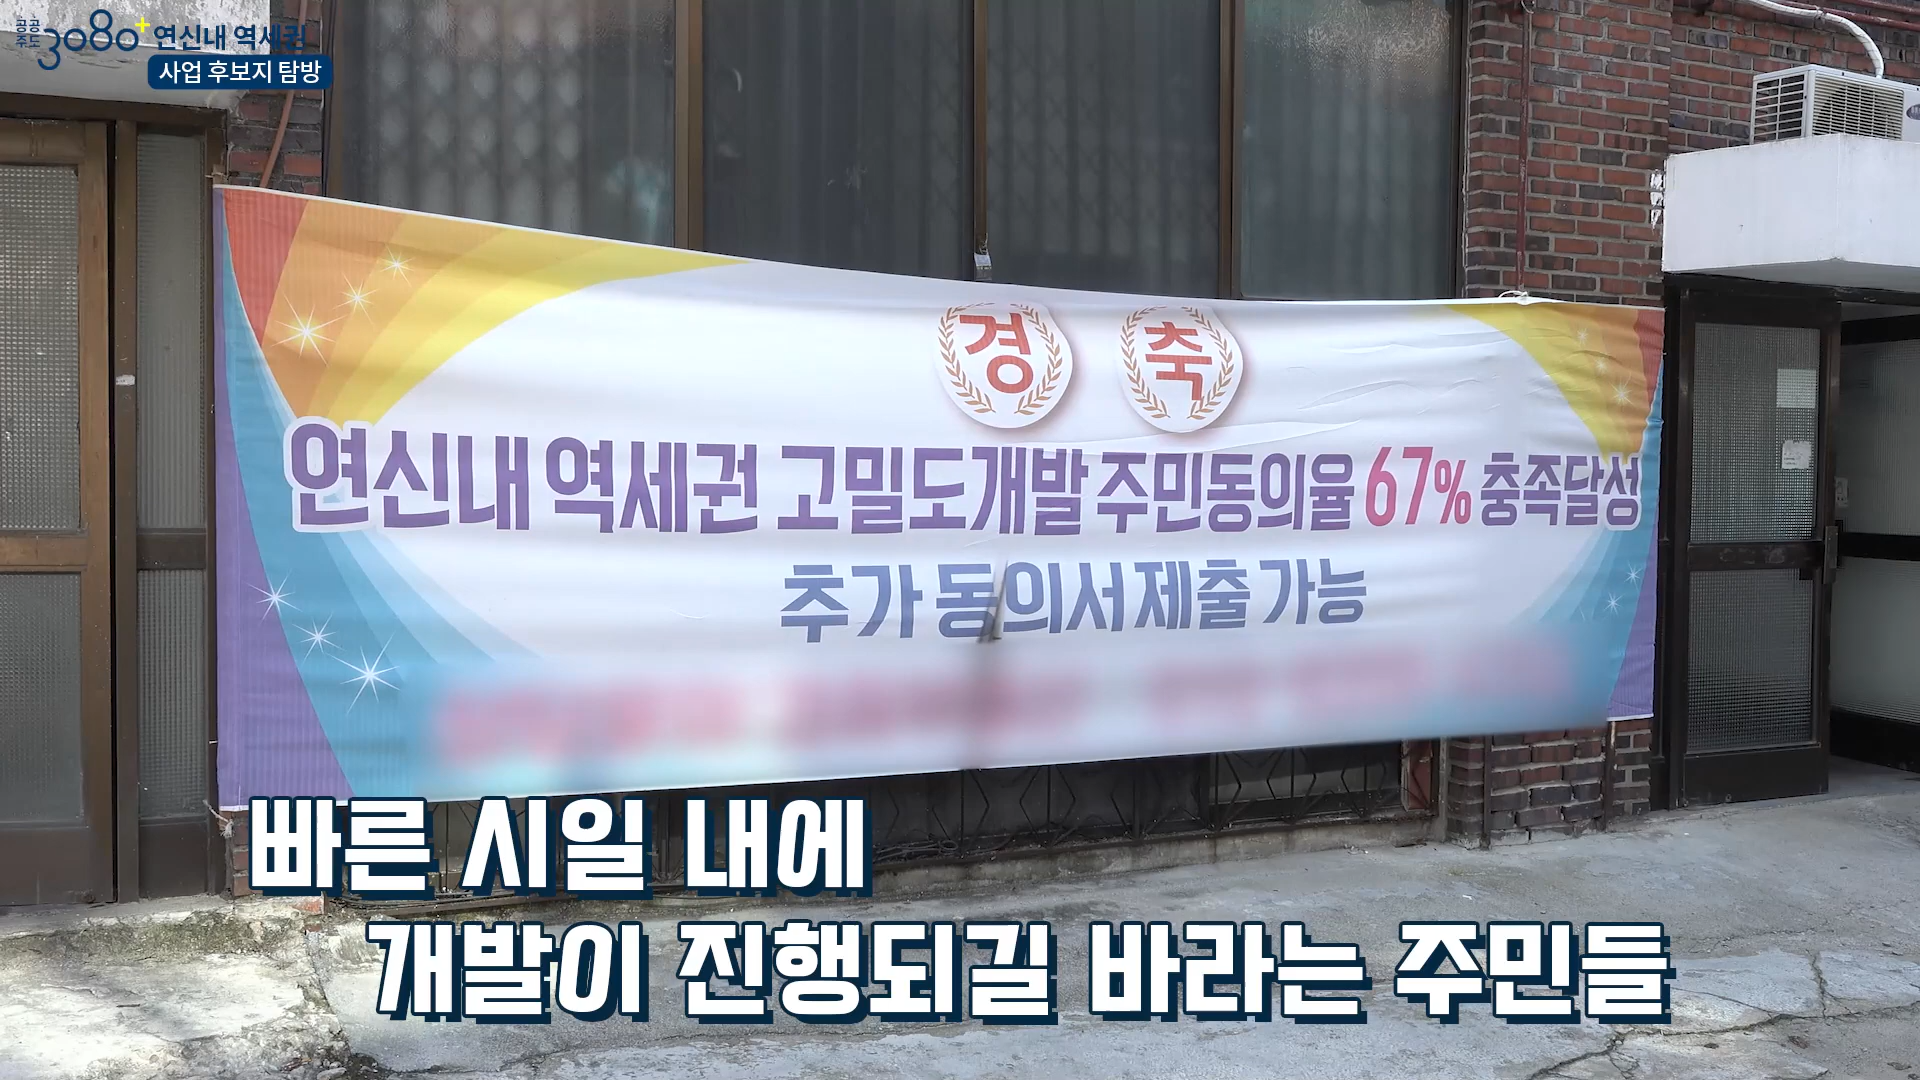 공공주도 3080+ 연신내 역세권
사업 후보지 탐방
경 축
연신내 역세권 고밀도개발 주민동의율 67% 충족달성
추가 동의서 제출 가능
빠른 시일 내에
개발이 진행되길 바라는 주민들